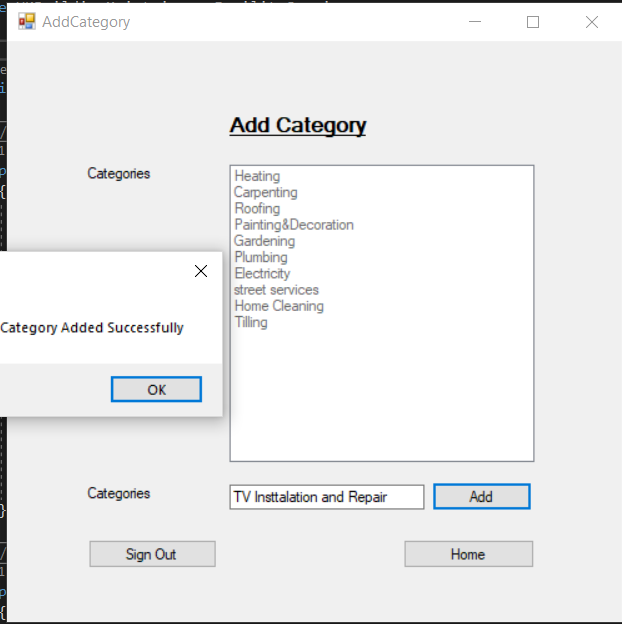 AddCategory
Add Category
Categories
Heating
Carpenting
Roofing
Painting&Decoration
Gardening
Plumbing
Electricity
street services
Home Cleaning
Tilling
Category Added Successfully
OK
Categories
TV Insttalation and Repair
Add
Sign Out
Home